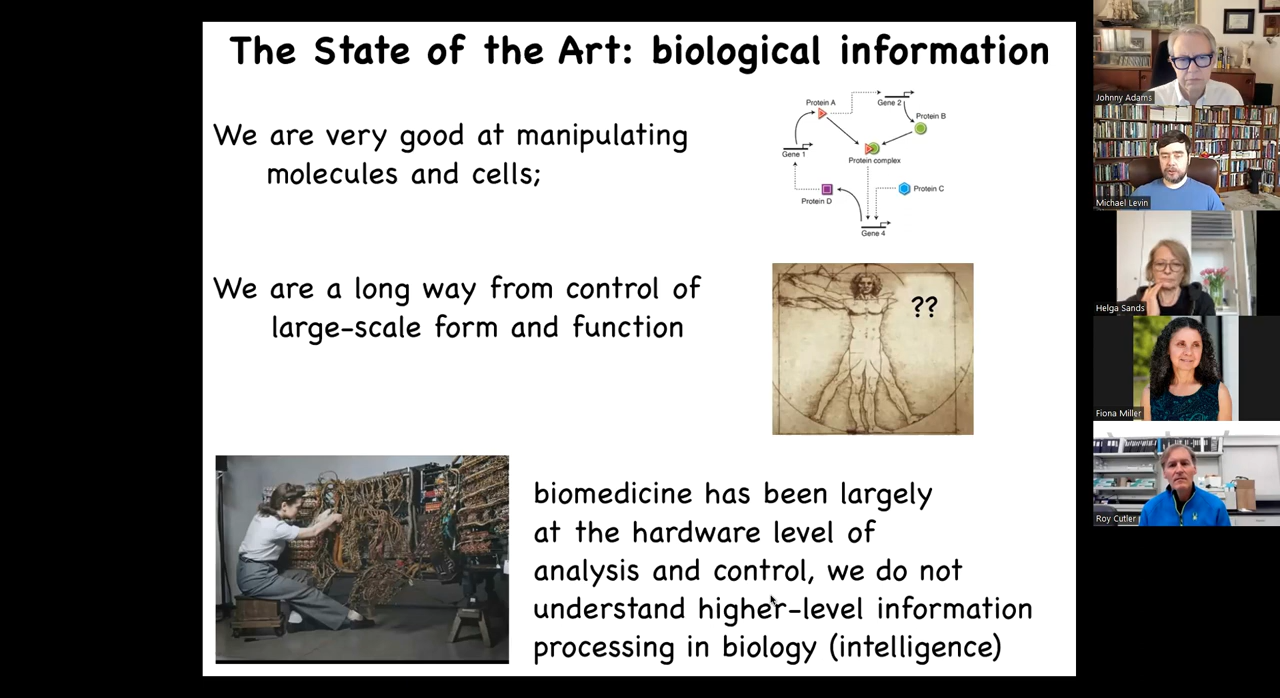 The State of the Art: biological information
We are very good at manipulating
molecules and cells;
Protein A
Gene 2
Protein B
Gene 1
Protein complex
Protein D
Protein C
Gene 4
We are a long way from control of
large-scale form and function
??
biomedicine has been largely
at the hardware level of
analysis and control, we do not
understand higher-level information
processing in biology (intelligence)
Johnny Adams
Michael Levin
Helga Sands
Fiona Miller
Roy Cutler